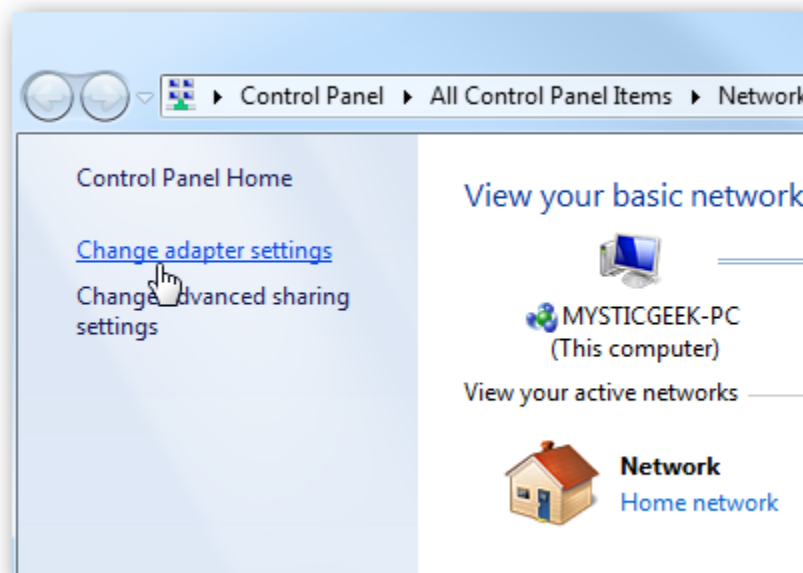 Control Panel ▸ All Control Panel Items ▸ Network
Control Panel Home
Change adapter settings
Change advanced sharing
settings
View your basic network
MYSTICGEEK-PC
(This computer)
View your active networks
Network
Home network